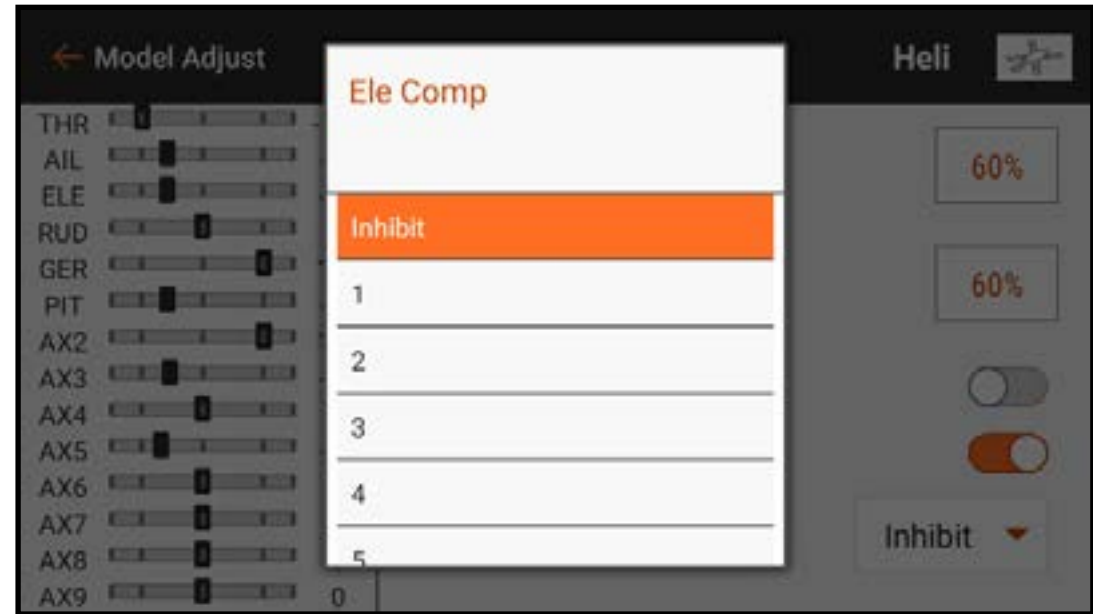 ← Model Adjust
Heli
Ele Comp
Inhibit
1
2
3
4
5
THR
AIL
ELE
RUD
GER
PIT
AX2
AX3
AX4
AX5
AX6
AX7
AX8
AX9 0
60%
60%
Inhibit